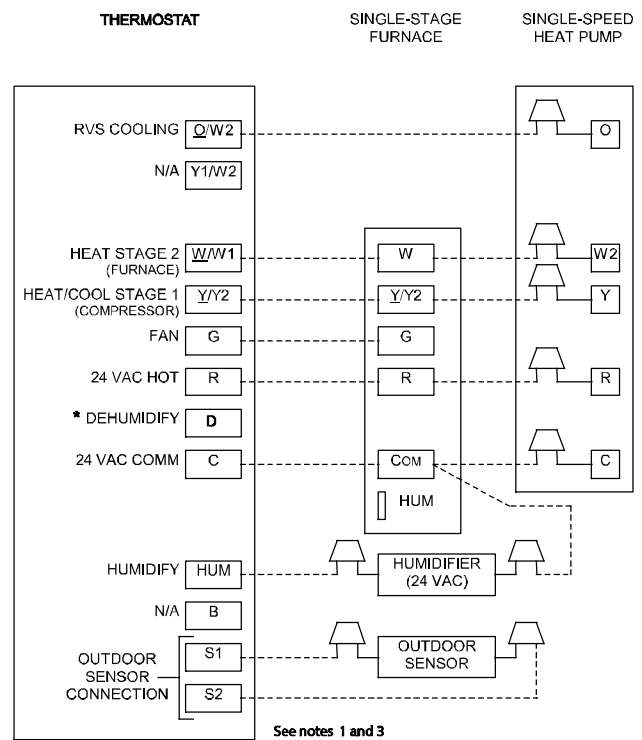 THERMOSTAT
SINGLE-STAGE
FURNACE
SINGLE-SPEED
HEAT PUMP
RVS COOLING O/W2 O
N/A Y1/W2
HEAT STAGE 2
(FURNACE)
W/W1 W W2
HEAT/COOL STAGE 1
(COMPRESSOR)
Y/Y2 Y/Y2 Y
FAN G G
24 VAC HOT R R R
* DEHUMIDIFY D
24 VAC COMM C COM C
HUM
HUMIDIFY HUM
HUMIDIFIER
(24 VAC)
N/A B
OUTDOOR
SENSOR
CONNECTION
S1
S2
OUTDOOR
SENSOR
See notes 1 and 3